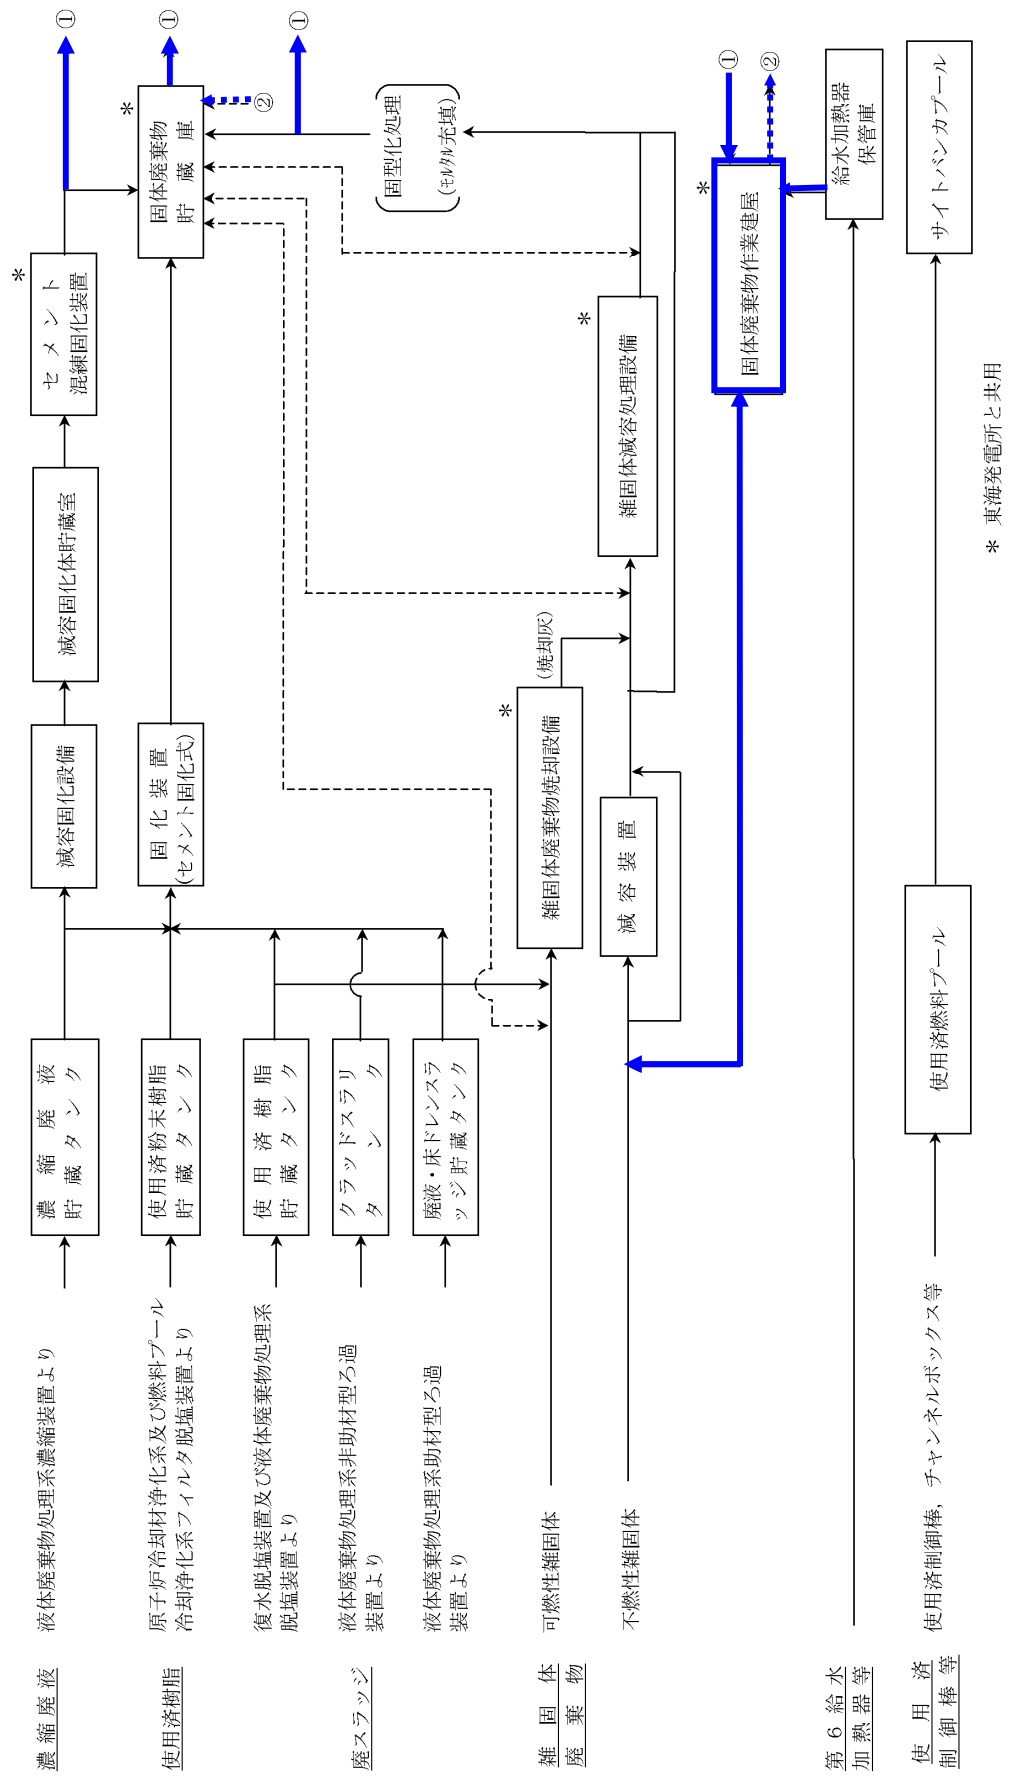 濃縮廃液
液体廃棄物処理系濃縮装置より
濃縮廃液
貯蔵タンク
減容固化設備
減容固化体貯蔵室
セメント
混練固化装置
*
①
使用済樹脂
原子炉冷却材浄化系及び燃料プール
冷却浄化系フィルタ脱塩装置より
使用済粉末樹脂
貯蔵タンク
固化装置
(セメント固化式)
固体廃棄物
貯蔵庫
*
①
②
①
復水脱塩装置及び液体廃棄物処理系
脱塩装置より
使用済樹脂
貯蔵タンク
廃スラッジ
液体廃棄物処理系非助材型ろ過
装置より
クラッドスラリ
タンク
液体廃棄物処理系助材型ろ過
装置より
廃液・床ドレンスラ
ッジ貯蔵タンク
固型化処理
(モルタル充填)
雑固体
廃棄物
可燃性雑固体
雑固体廃棄物焼却設備
*
(焼却灰)
不燃性雑固体
減容装置
雑固体減容処理設備
*
固体廃棄物作業建屋
*
①
②
第6給水
加熱器等
給水加熱器
保管庫
使用済
制御棒等
使用済制御棒，チャンネルボックス等
使用済燃料プール
サイトバンカプール
* 東海発電所と共用